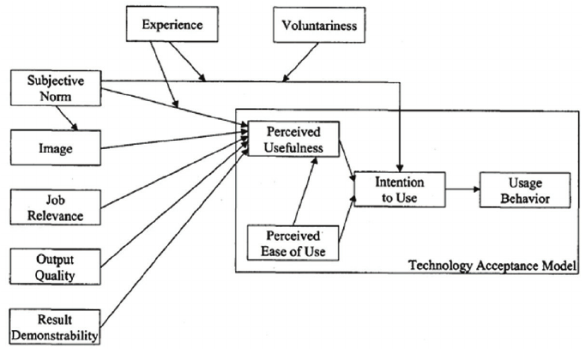 Experience
Voluntariness
Subjective
Norm
Image
Job
Relevance
Output
Quality
Result
Demonstrability
Perceived
Usefulness
Perceived
Ease of Use
Intention
to Use
Usage
Behavior
Technology Acceptance Model